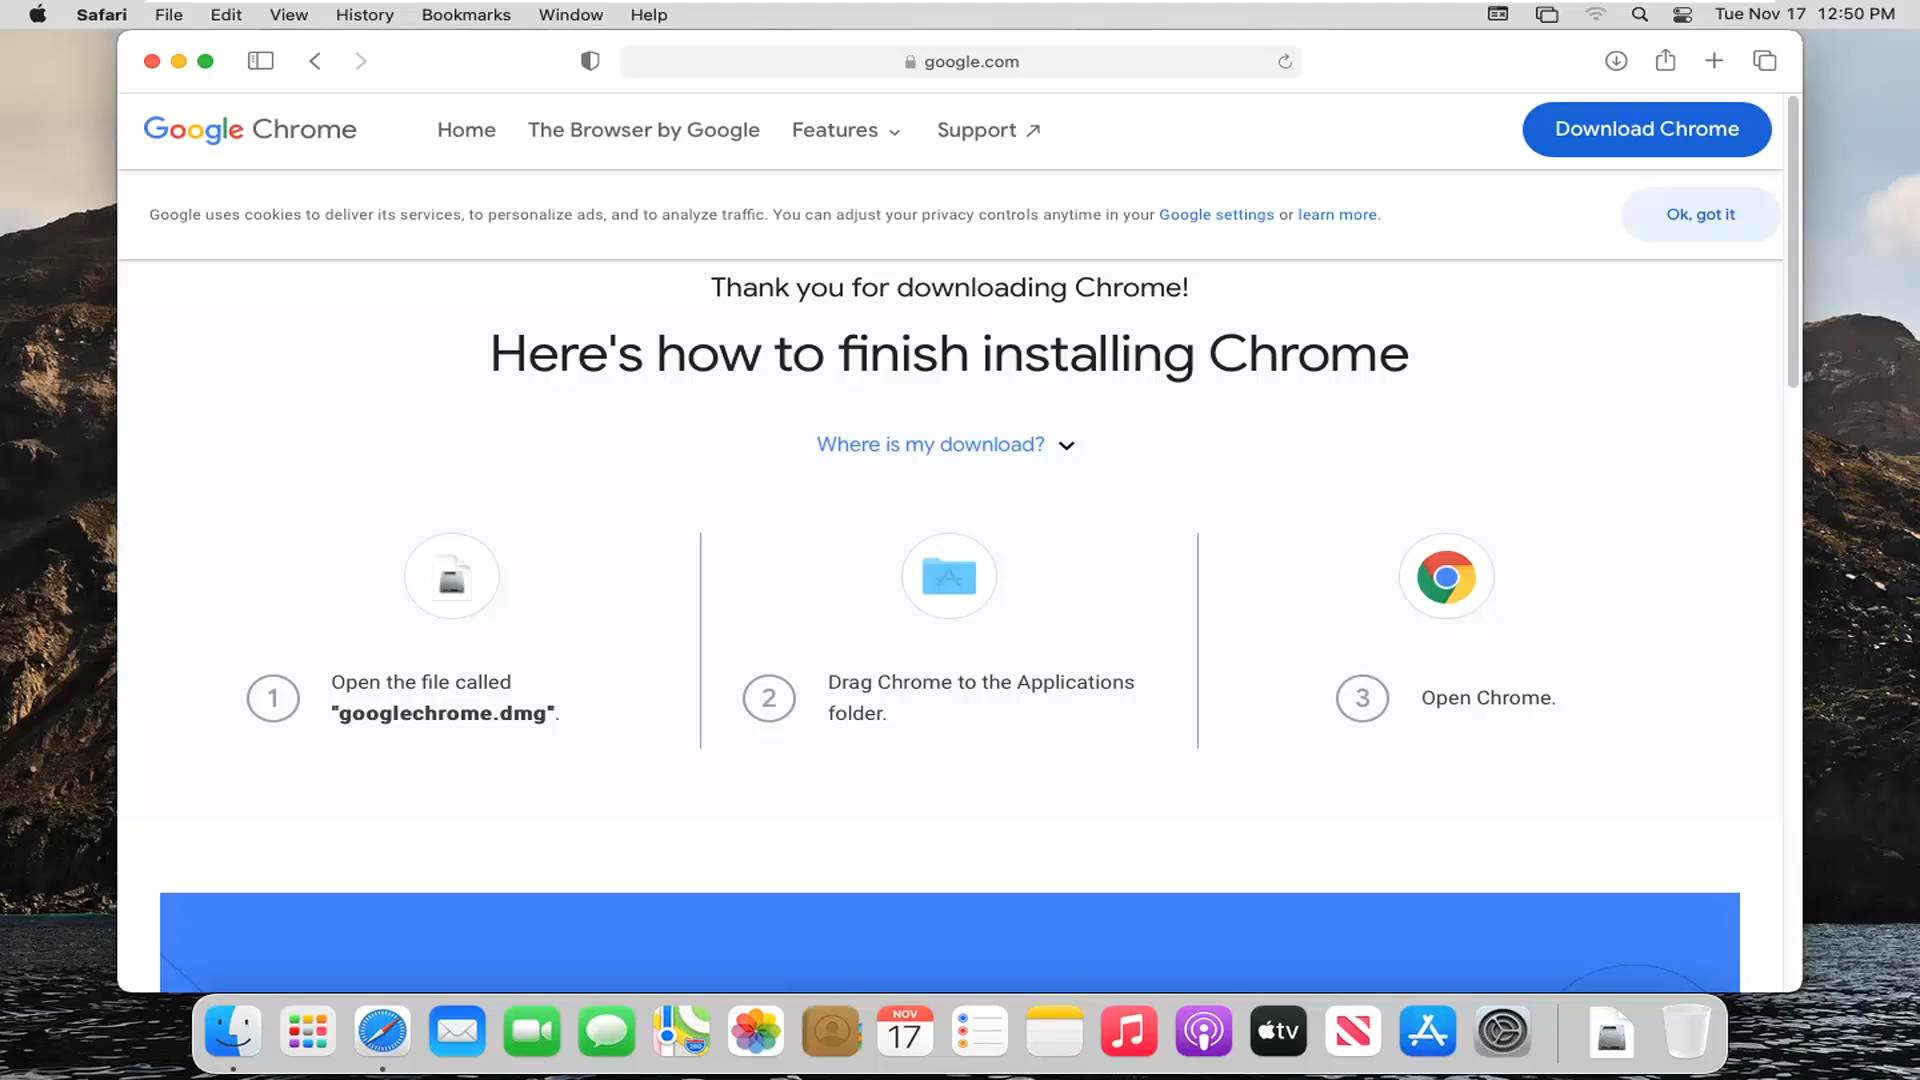 Safari File Edit View History Bookmarks Window Help Tue Nov 17 12:50 PM
google.com
Google Chrome Home The Browser by Google Features Support Download Chrome
Google uses cookies to deliver its services, to personalize ads, and to analyze traffic. You can adjust your privacy controls anytime in your Google settings or learn more. Ok, got it
Thank you for downloading Chrome!
Here's how to finish installing Chrome
Where is my download?
1 Open the file called
"googlechrome.dmg".
2 Drag Chrome to the Applications
folder.
3 Open Chrome.
NOV
17
tv